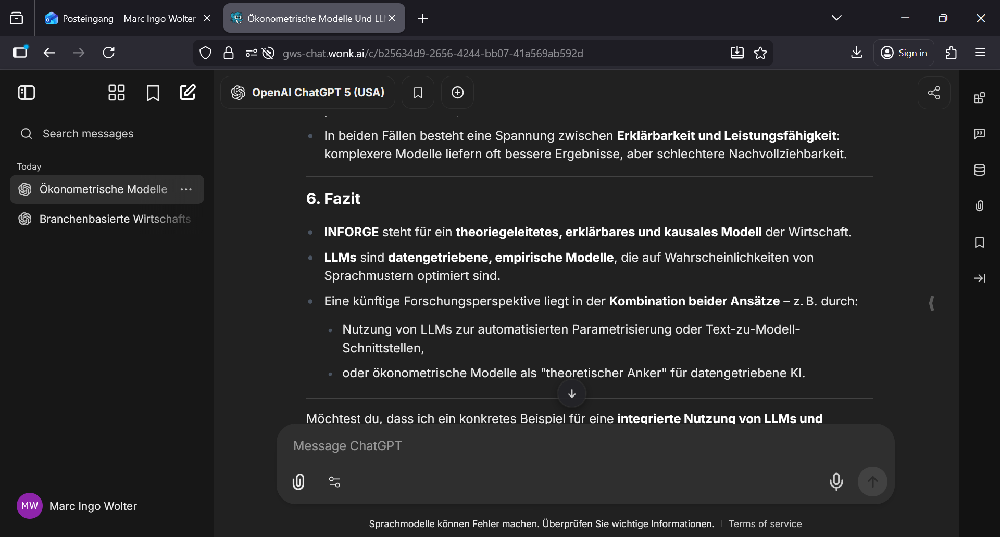 Posteingang – Marc Ingo Wolter
Ökonometrische Modelle Und LL
gws-chat.wonk.ai/c/b25634d9-2656-4244-bb07-41a569ab592d
Sign in
OpenAI ChatGPT 5 (USA)
Search messages
Today
Ökonometrische Modelle
Branchenbasierte Wirtschafts
In beiden Fällen besteht eine Spannung zwischen Erklärbarkeit und Leistungsfähigkeit:
komplexere Modelle liefern oft bessere Ergebnisse, aber schlechtere Nachvollziehbarkeit.
6. Fazit
INFORGE steht für ein theoriegeleitetes, erklärbares und kausales Modell der Wirtschaft.
LLMs sind datengetriebene, empirische Modelle, die auf Wahrscheinlichkeiten von
Sprachmustern optimiert sind.
Eine künftige Forschungsperspektive liegt in der Kombination beider Ansätze – z. B. durch:
Nutzung von LLMs zur automatisierten Parametrisierung oder Text-zu-Modell-
Schnittstellen,
oder ökonometrische Modelle als "theoretischer Anker" für datengetriebene KI.
Möchtest du, dass ich ein konkretes Beispiel für eine integrierte Nutzung von LLMs und
Message ChatGPT
MW
Marc Ingo Wolter
Sprachmodelle können Fehler machen. Überprüfen Sie wichtige Informationen.
Terms of service